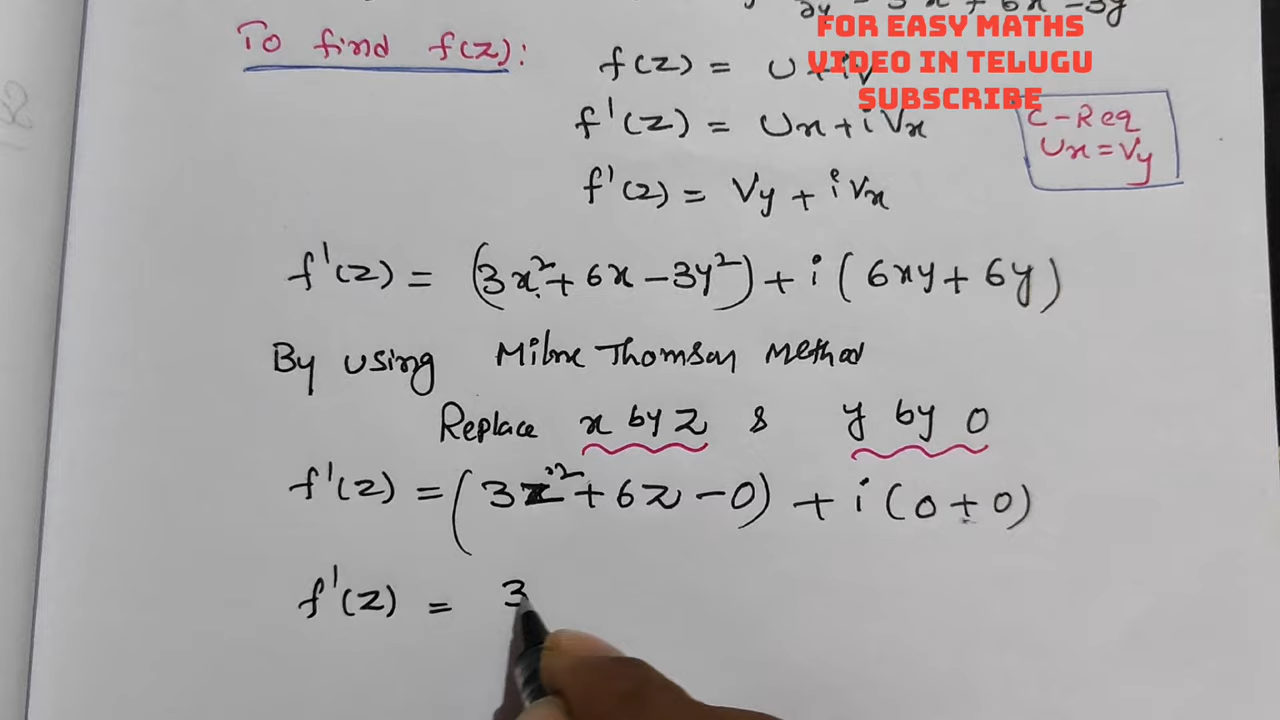 To find f(z):
FOR EASY MATHS
VIDEO IN TELUGU
SUBSCRIBE
f(z) = U+iV
f'(z) = Ux+iVx
C-Req
Ux=Vy
f'(z) = Vy + iVx
f'(z) = (3x²+6x-3y²)+i(6xy+6y)
By using Milne Thomson Method
Replace x by z & y by 0
f'(z) = (3z²+6z-0)+i(0+0)
f'(z) = 3